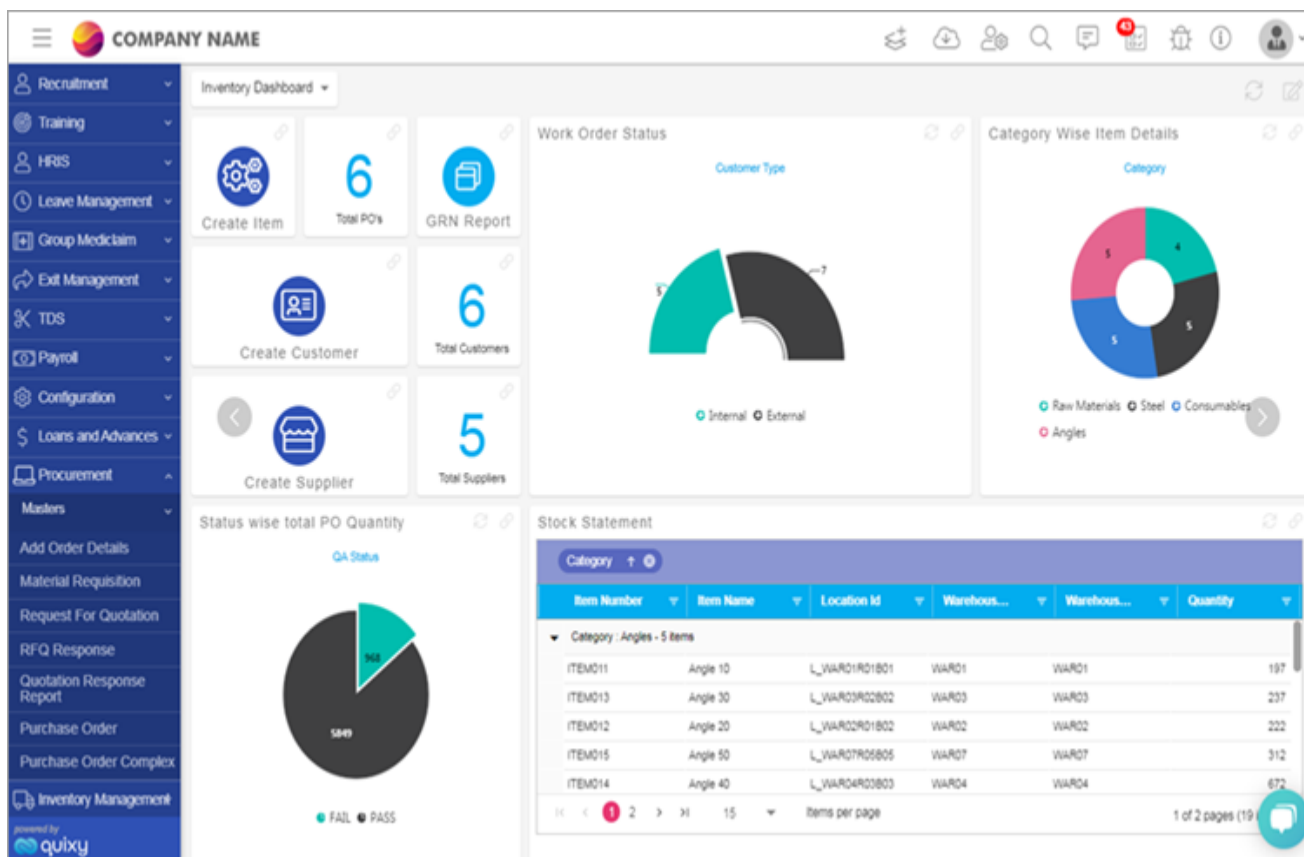 COMPANY NAME
43
Recruitment
Training
HRIS
Leave Management
Group Mediclaim
Exit Management
TDS
Payroll
Configuration
Loans and Advances
Procurement
Masters
Add Order Details
Material Requisition
Request For Quotation
RFQ Response
Quotation Response
Report
Purchase Order
Purchase Order Complex
Inventory Management
powered by
quixy
Inventory Dashboard
Create Item
6
Total PO's
GRN Report
Create Customer
6
Total Customers
Create Supplier
5
Total Suppliers
Work Order Status
Customer Type
5
7
Internal External
Category Wise Item Details
Category
5
4
5
5
Raw Materials Steel Consumables
Angles
Status wise total PO Quantity
QA Status
968
5849
FAIL PASS
Stock Statement
Category
Item Number Item Name Location Id Warehous... Warehous... Quantity
Category : Angles - 5 items
ITEM011 Angle 10 L_WAR01R01B01 WAR01 WAR01 197
ITEM013 Angle 30 L_WAR03R02B02 WAR03 WAR03 237
ITEM012 Angle 20 L_WAR02R01B02 WAR02 WAR02 222
ITEM015 Angle 50 L_WAR07R05B05 WAR07 WAR07 312
ITEM014 Angle 40 L_WAR04R03B03 WAR04 WAR04 672
1 2 15 Items per page 1 of 2 pages (19